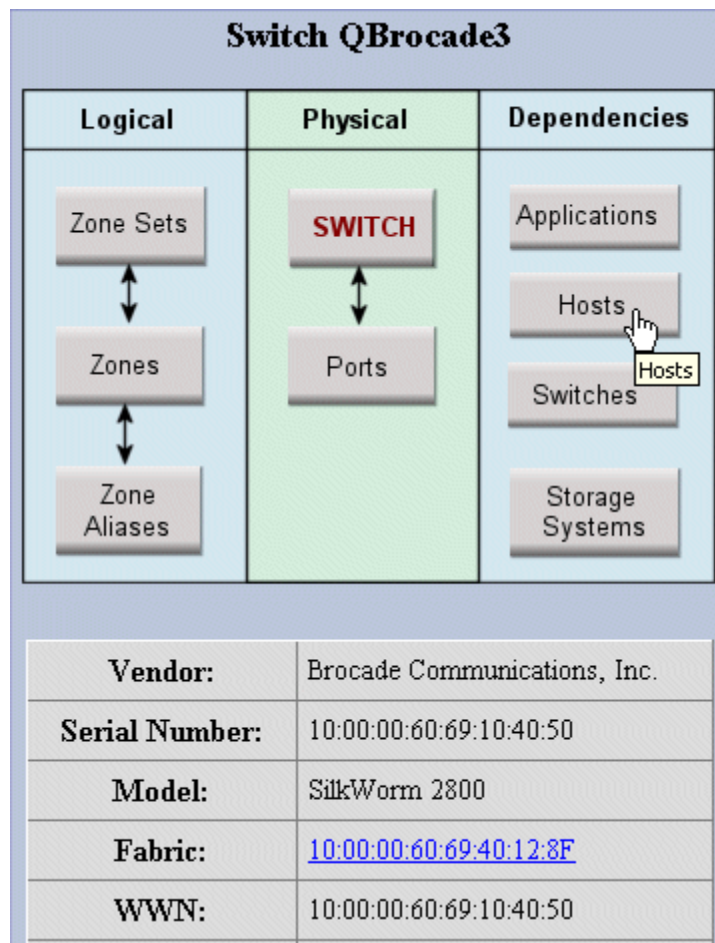 Switch QBrocade3
Logical
Physical
Dependencies
Zone Sets
SWITCH
Applications
Hosts
Hosts
Zones
Ports
Switches
Zone
Aliases
Storage
Systems
Vendor: Brocade Communications, Inc.
Serial Number: 10:00:00:60:69:10:40:50
Model: SilkWorm 2800
Fabric: 10:00:00:60:69:40:12:8F
WWN: 10:00:00:60:69:10:40:50